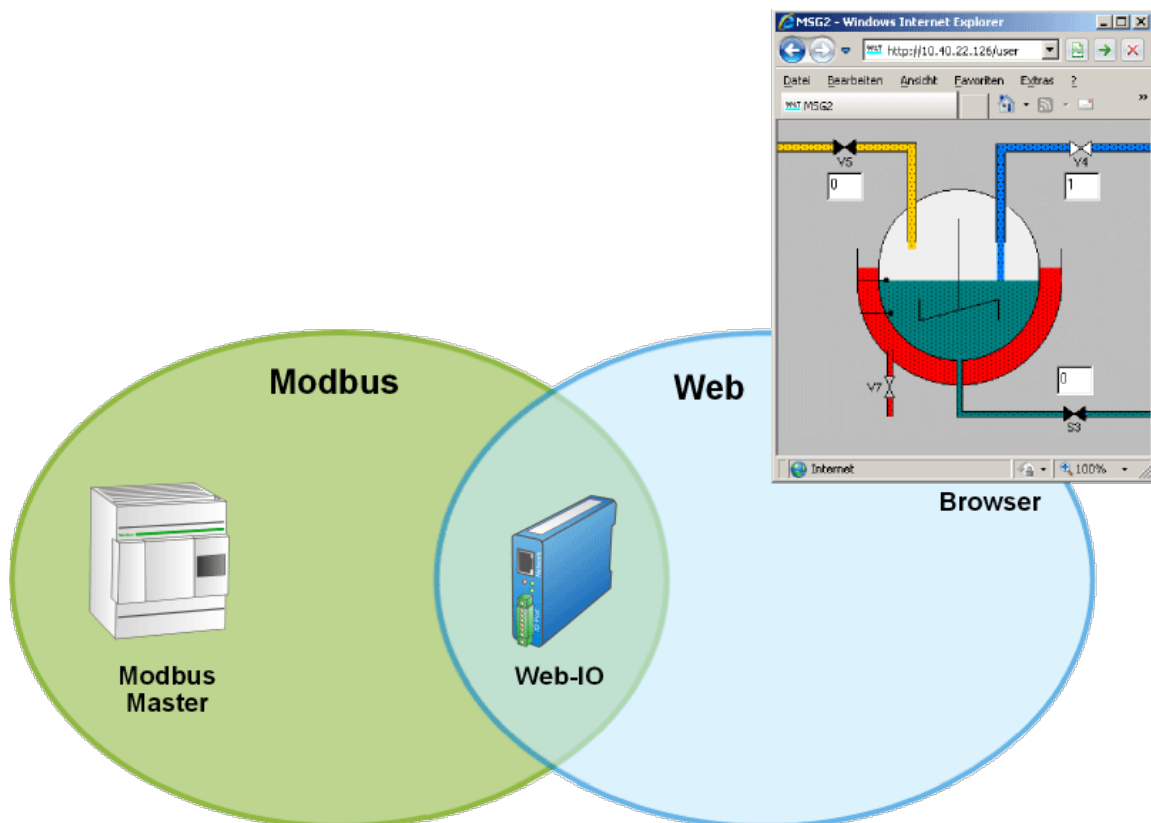 MSG2 - Windows Internet Explorer
W&T http://10.40.22.126/user
Datei Bearbeiten Ansicht Favoriten Extras ?
W&T MSG2
»
V5
V4
0
1
0
V7
S3
Internet
100%
Modbus
Web
Browser
Network
Modbus
Master
Web-IO